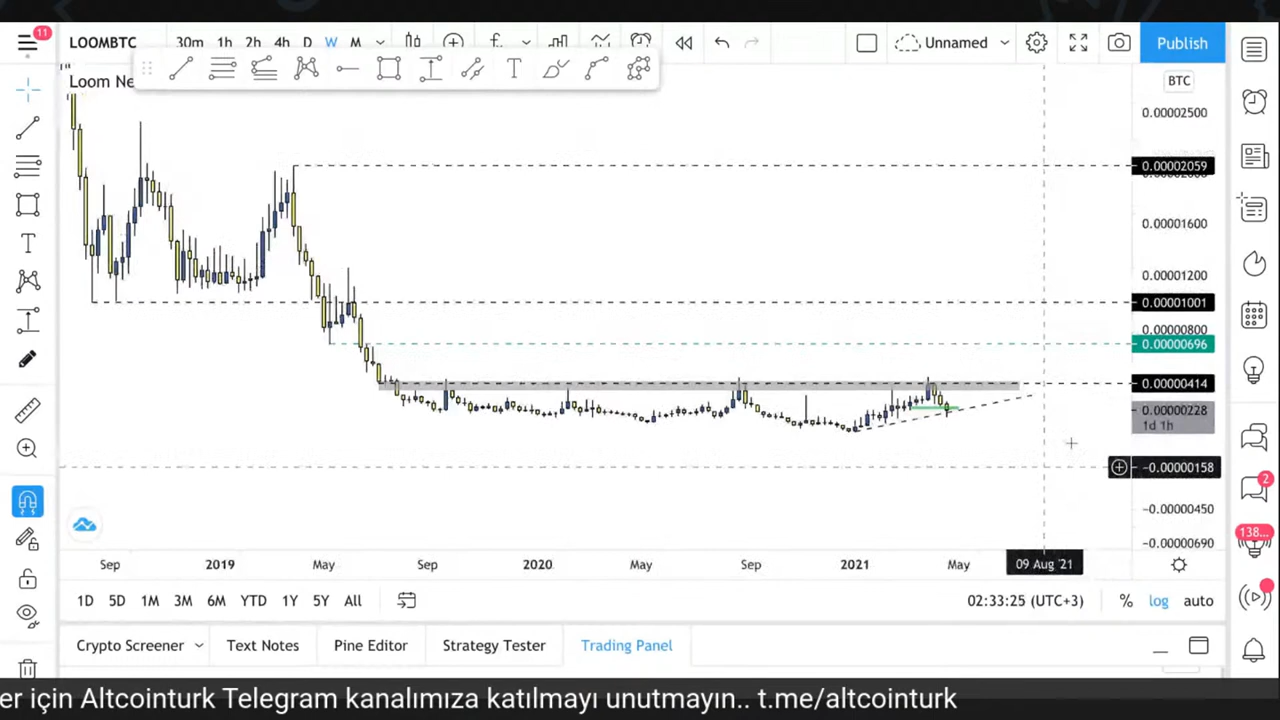 11
LOOMBTC 30m 1h 2h 4h D W M Unnamed Publish
Loom Ne
BTC
0.00002500
0.00002059
0.00001600
0.00001200
0.00001001
0.00000800
0.00000696
0.00000414
0.00000228
1d 1h
-0.00000158
-0.00000450
-0.00000690
2
138...
Sep 2019 May Sep 2020 May Sep 2021 May 09 Aug '21
1D 5D 1M 3M 6M YTD 1Y 5Y All 02:33:25 (UTC+3) % log auto
Crypto Screener Text Notes Pine Editor Strategy Tester Trading Panel
er için Altcointurk Telegram kanalımıza katılmayı unutmayın.. t.me/altcointurk